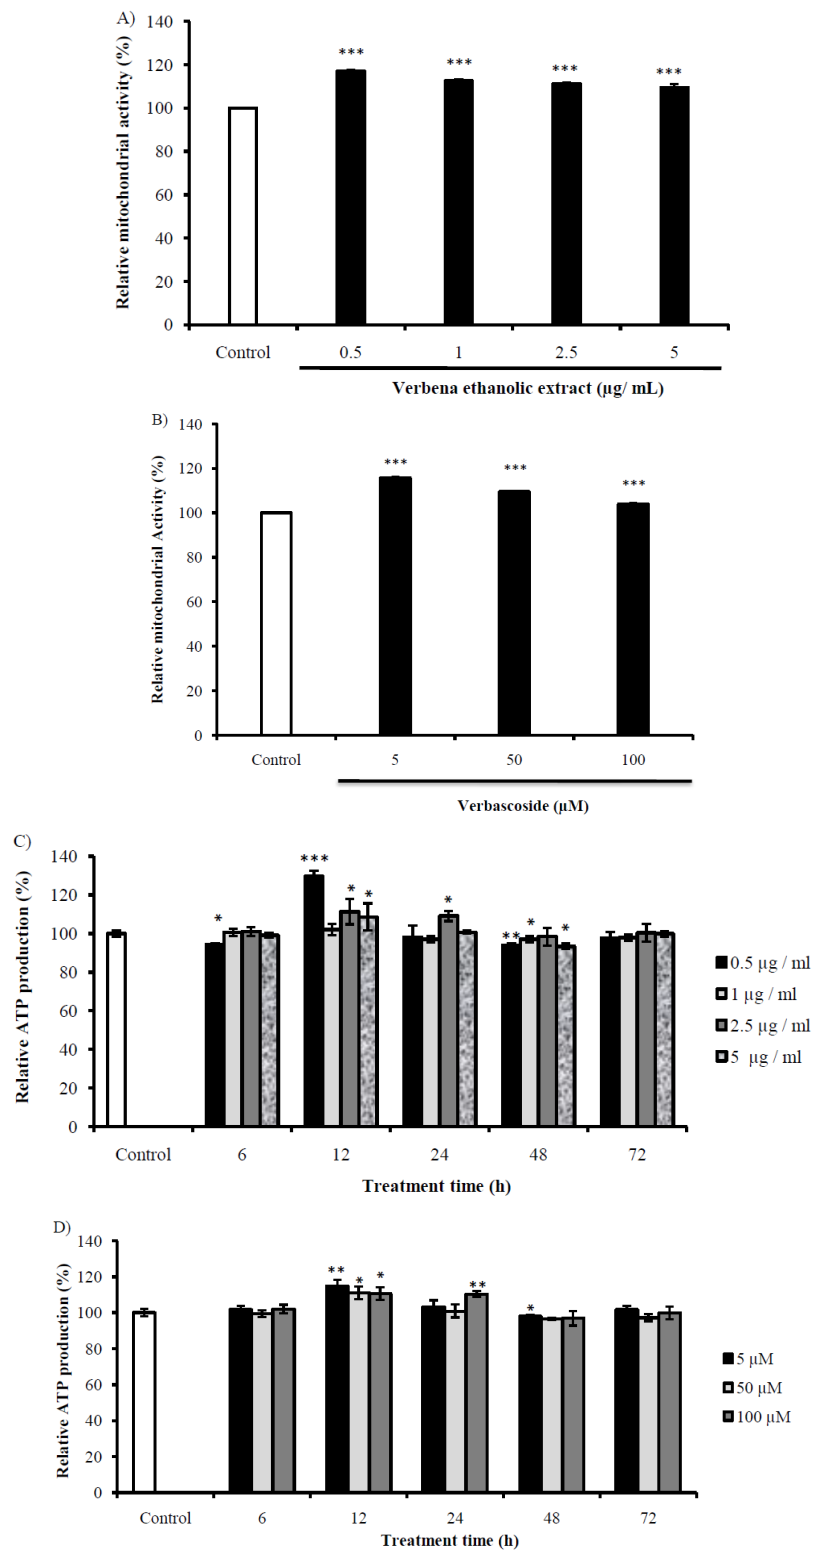 A)
Relative mitochondrial activity (%)
140
120
100
80
60
40
20
0
***
***
***
***
Control 0.5 1 2.5 5
Verbena ethanolic extract (µg/ mL)
B)
Relative mitochondrial Activity (%)
140
120
100
80
60
40
20
0
***
***
***
Control 5 50 100
Verbascoside (µM)
C)
Relative ATP production (%)
140
120
100
80
60
40
20
0
*
***
*
*
*
**
*
*
0.5 µg / ml
1 µg / ml
2.5 µg / ml
5 µg / ml
Control 6 12 24 48 72
Treatment time (h)
D)
Relative ATP production (%)
140
120
100
80
60
40
20
0
**
*
*
**
*
5 µM
50 µM
100 µM
Control 6 12 24 48 72
Treatment time (h)